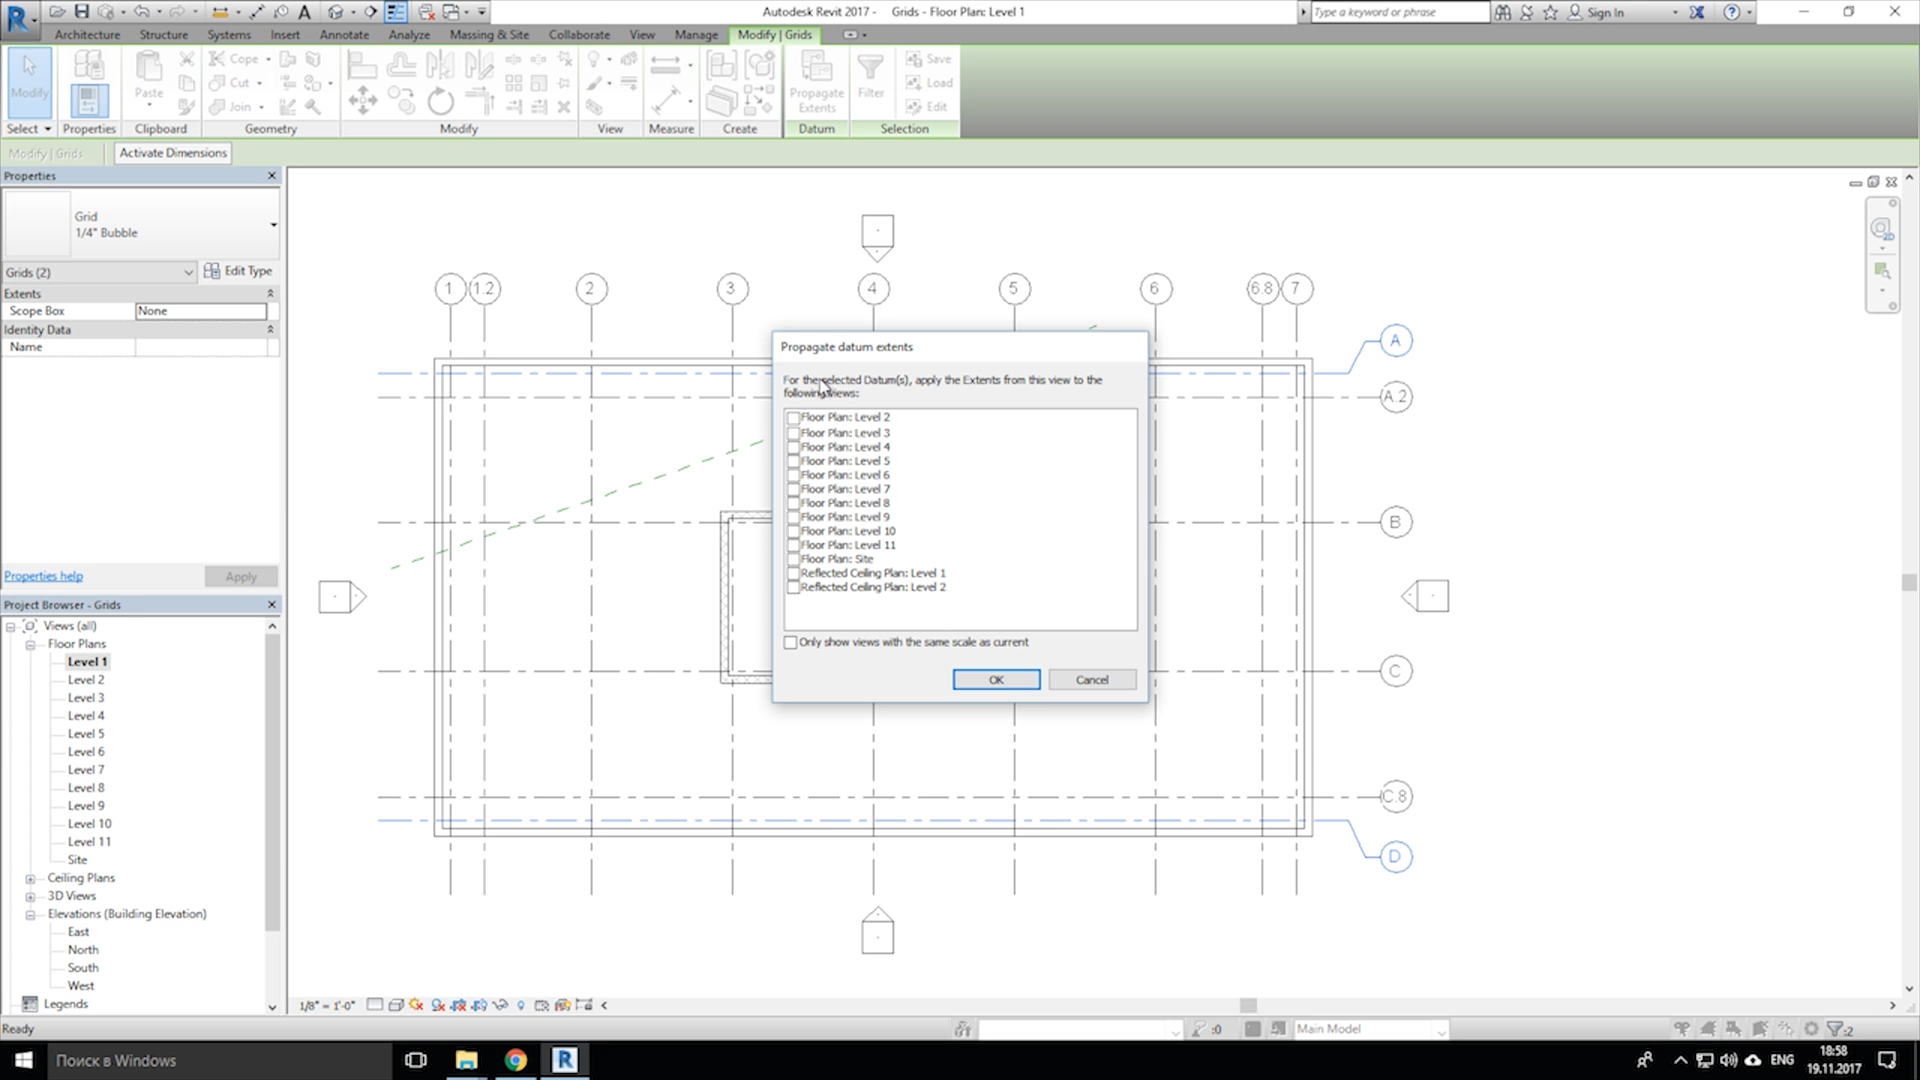 Autodesk Revit 2017 - Grids - Floor Plan: Level 1
Type a keyword or phrase
Sign In
Architecture Structure Systems Insert Annotate Analyze Massing & Site Collaborate View Manage Modify | Grids
Modify
Paste
Cope
Cut
Join
Propagate
Extents
Filter
Save
Load
Edit
Select Properties Clipboard Geometry Modify View Measure Create Datum Selection
Modify | Grids
Activate Dimensions
Properties
Grid
1/4" Bubble
Grids (2)
Edit Type
Extents
Scope Box
None
Identity Data
Name
Properties help
Apply
Project Browser - Grids
Views (all)
Floor Plans
Level 1
Level 2
Level 3
Level 4
Level 5
Level 6
Level 7
Level 8
Level 9
Level 10
Level 11
Site
Ceiling Plans
3D Views
Elevations (Building Elevation)
East
North
South
West
Legends
1
1.2
2
3
4
5
6
6.8
7
A
A.2
B
C
C.8
D
Propagate datum extents
For the selected Datum(s), apply the Extents from this view to the
following views:
Floor Plan: Level 2
Floor Plan: Level 3
Floor Plan: Level 4
Floor Plan: Level 5
Floor Plan: Level 6
Floor Plan: Level 7
Floor Plan: Level 8
Floor Plan: Level 9
Floor Plan: Level 10
Floor Plan: Level 11
Floor Plan: Site
Reflected Ceiling Plan: Level 1
Reflected Ceiling Plan: Level 2
Only show views with the same scale as current
OK
Cancel
1/8" = 1'-0"
Ready
:0
Main Model
:2
Поиск в Windows
ENG
18:58
19.11.2017